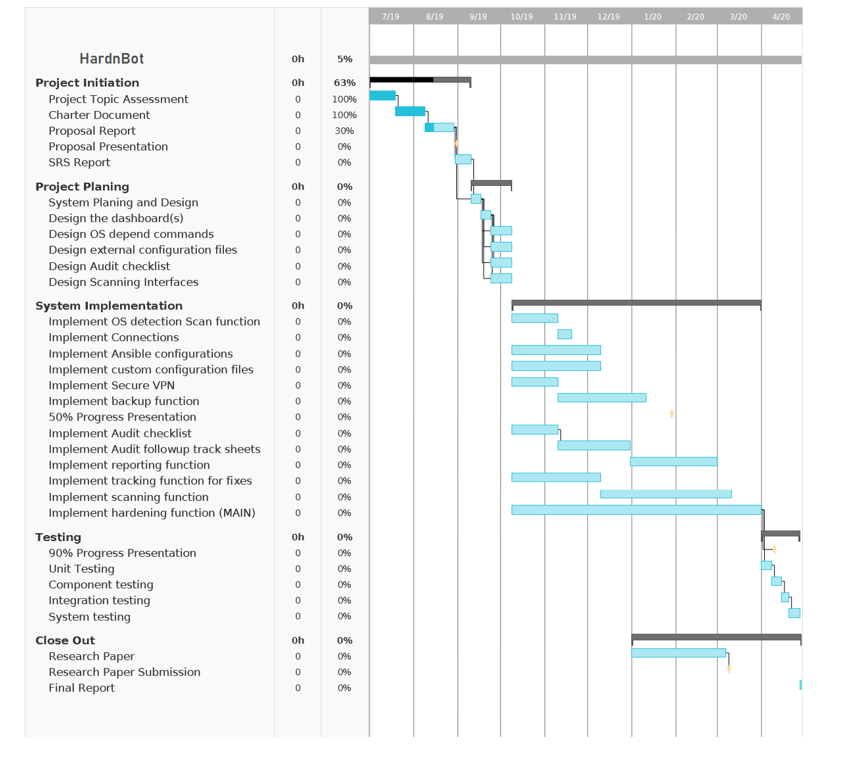 7/19 8/19 9/19 10/19 11/19 12/19 1/20 2/20 3/20 4/20
HardnBot 0h 5%
Project Initiation 0h 63%
Project Topic Assessment 0 100%
Charter Document 0 100%
Proposal Report 0 30%
Proposal Presentation 0 0%
SRS Report 0 0%
Project Planing 0h 0%
System Planing and Design 0 0%
Design the dashboard(s) 0 0%
Design OS depend commands 0 0%
Design external configuration files 0 0%
Design Audit checklist 0 0%
Design Scanning Interfaces 0 0%
System Implementation 0h 0%
Implement OS detection Scan function 0 0%
Implement Connections 0 0%
Implement Ansible configurations 0 0%
Implement custom configuration files 0 0%
Implement Secure VPN 0 0%
Implement backup function 0 0%
50% Progress Presentation 0 0%
Implement Audit checklist 0 0%
Implement Audit followup track sheets 0 0%
Implement reporting function 0 0%
Implement tracking function for fixes 0 0%
Implement scanning function 0 0%
Implement hardening function (MAIN) 0 0%
Testing 0h 0%
90% Progress Presentation 0 0%
Unit Testing 0 0%
Component testing 0 0%
Integration testing 0 0%
System testing 0 0%
Close Out 0h 0%
Research Paper 0 0%
Research Paper Submission 0 0%
Final Report 0 0%